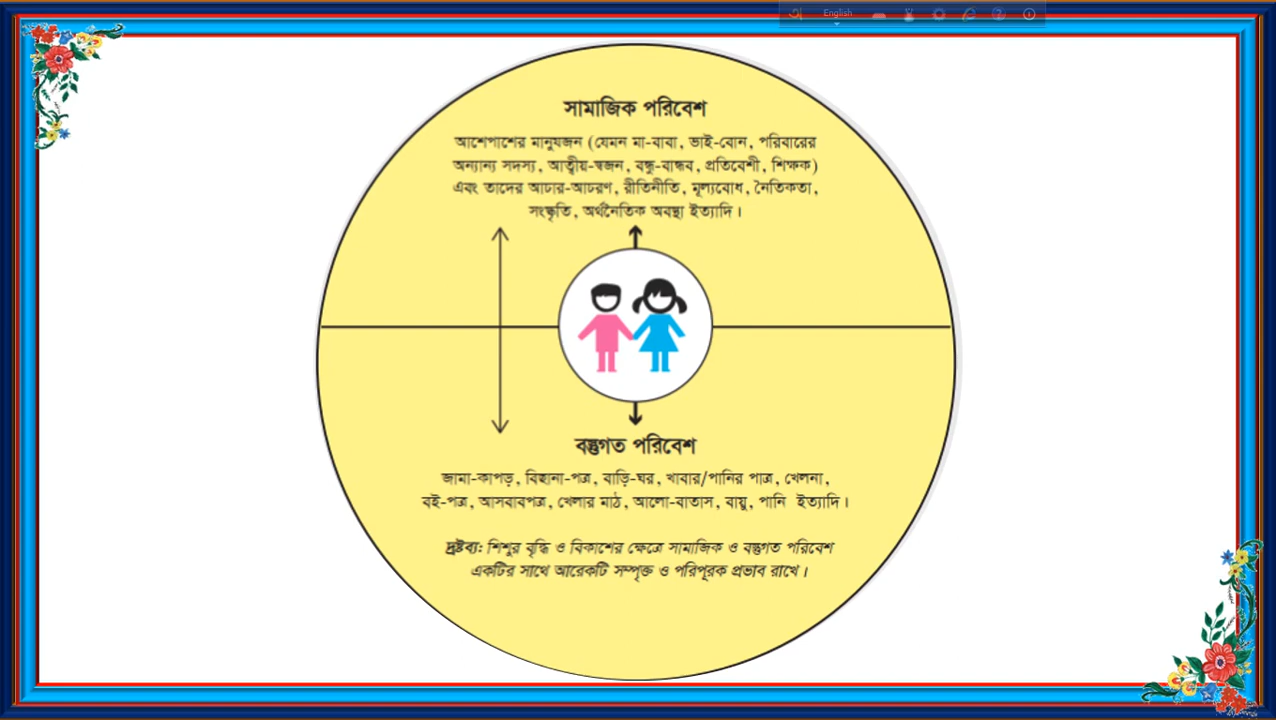 English
সামাজিক পরিবেশ
আশেপাশের মানুষজন (যেমন মা-বাবা, ভাই-বোন, পরিবারের
অন্যান্য সদস্য, আত্মীয়-স্বজন, বন্ধু-বান্ধব, প্রতিবেশী, শিক্ষক)
এবং তাদের আচার-আচরণ, রীতিনীতি, মূল্যবোধ, নৈতিকতা,
সংস্কৃতি, অর্থনৈতিক অবস্থা ইত্যাদি।
বস্তুগত পরিবেশ
জামা-কাপড়, বিছানা-পত্র, বাড়ি-ঘর, খাবার/পানির পাত্র, খেলনা,
বই-পত্র, আসবাবপত্র, খেলার মাঠ, আলো-বাতাস, বায়ু, পানি ইত্যাদি।
দ্রষ্টব্য: শিশুর বৃদ্ধি ও বিকাশের ক্ষেত্রে সামাজিক ও বস্তুগত পরিবেশ
একটির সাথে আরেকটি সম্পৃক্ত ও পরিপূরক প্রভাব রাখে।